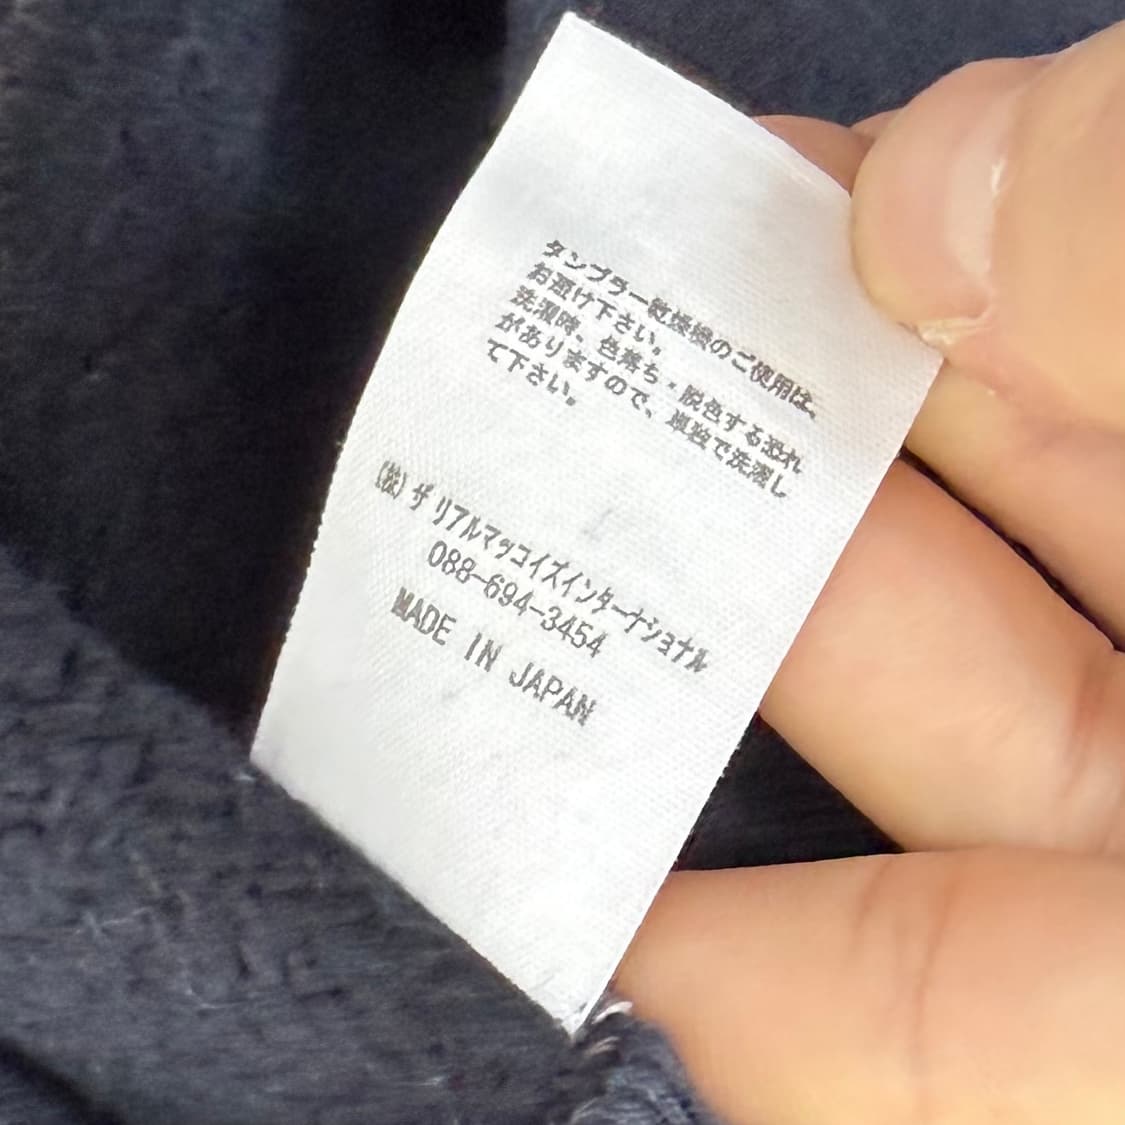 タンブラー乾燥機のご使用は、
お避け下さい。
洗濯時、色落ち・脱色する恐れ
がありますので、単独で洗濯し
て下さい。
(株)ザ リアルマッコイズインターナショナル
088-694-3454
MADE IN JAPAN